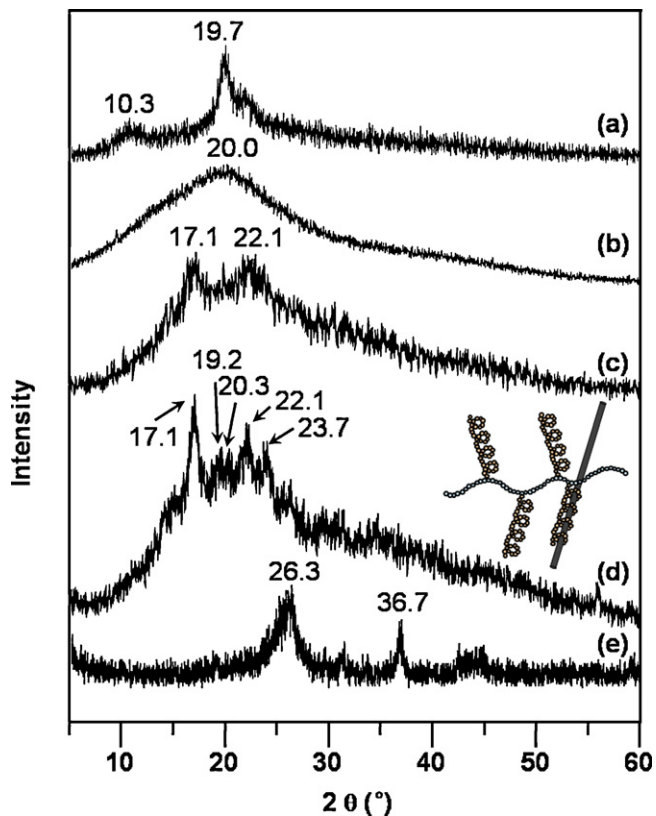 19.7
10.3
(a)
20.0
(b)
17.1 22.1
(c)
19.2
20.3
22.1
17.1
23.7
(d)
26.3
36.7
(e)
Intensity
10 20 30 40 50 60
2 θ (°)